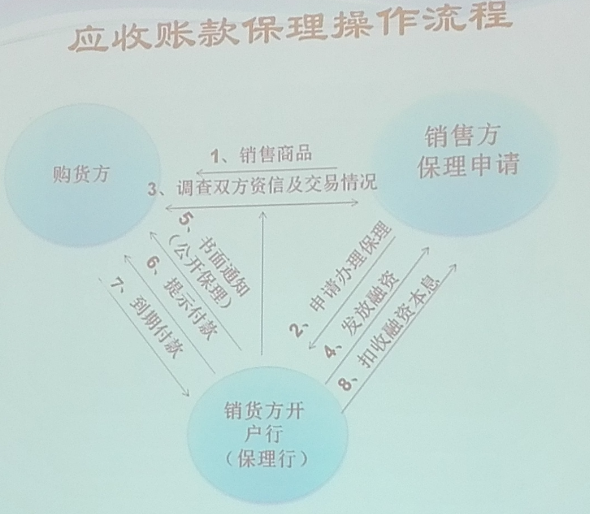 应收账款保理操作流程
购货方
销售方
保理申请
1、销售商品
3、调查双方资信及交易情况
5、书面通知
（公开保理）
6、提示付款
7、到期付款
2、申请办理保理
4、发放融资
8、扣收融资本息
销货方开
户行
（保理行）